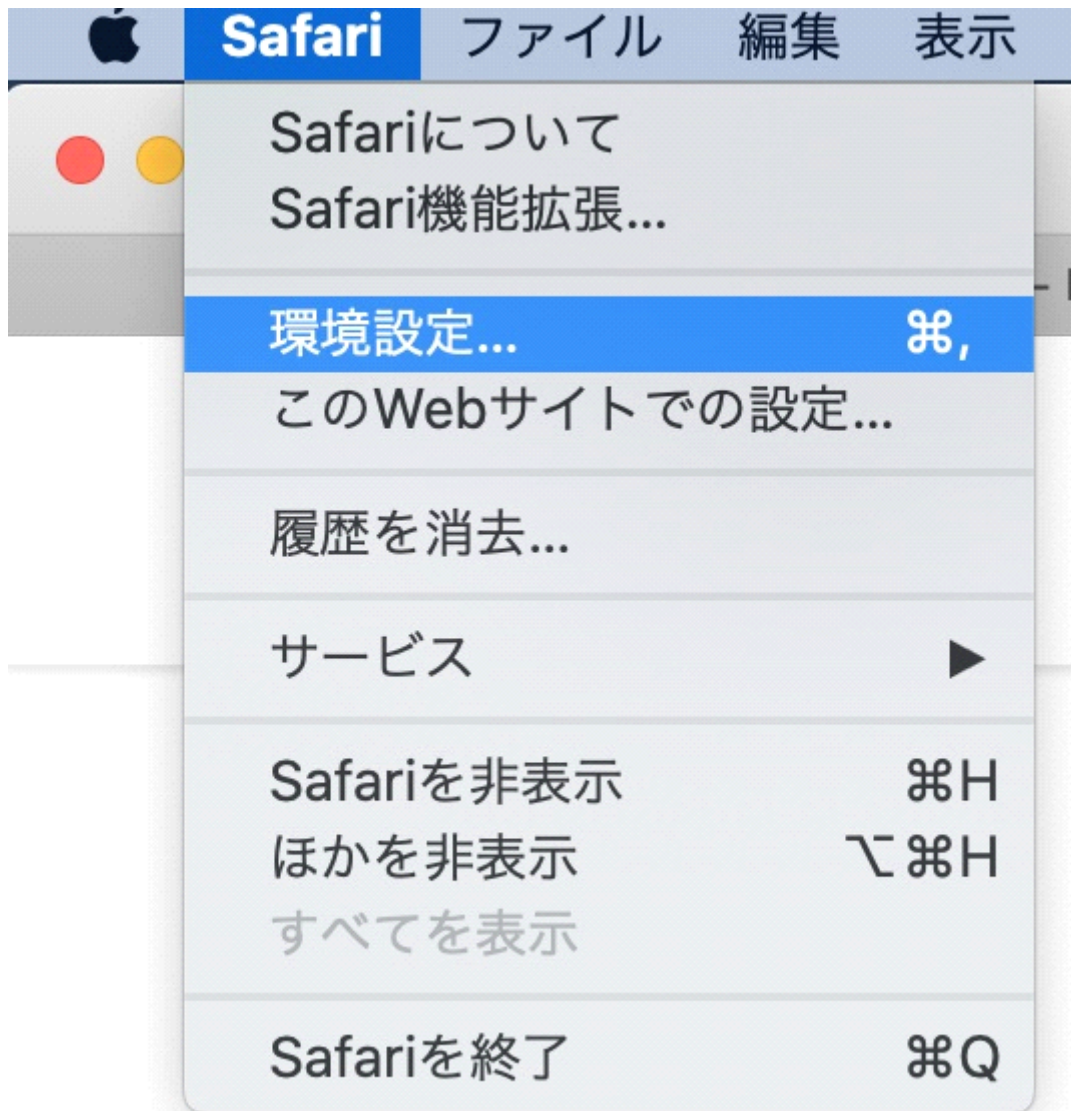 Safari ファイル 編集 表示
Safariについて
Safari機能拡張...
環境設定... ⌘,
このWebサイトでの設定...
履歴を消去...
サービス ▶
Safariを非表示 ⌘H
ほかを非表示 ⌥⌘H
すべてを表示
Safariを終了 ⌘Q